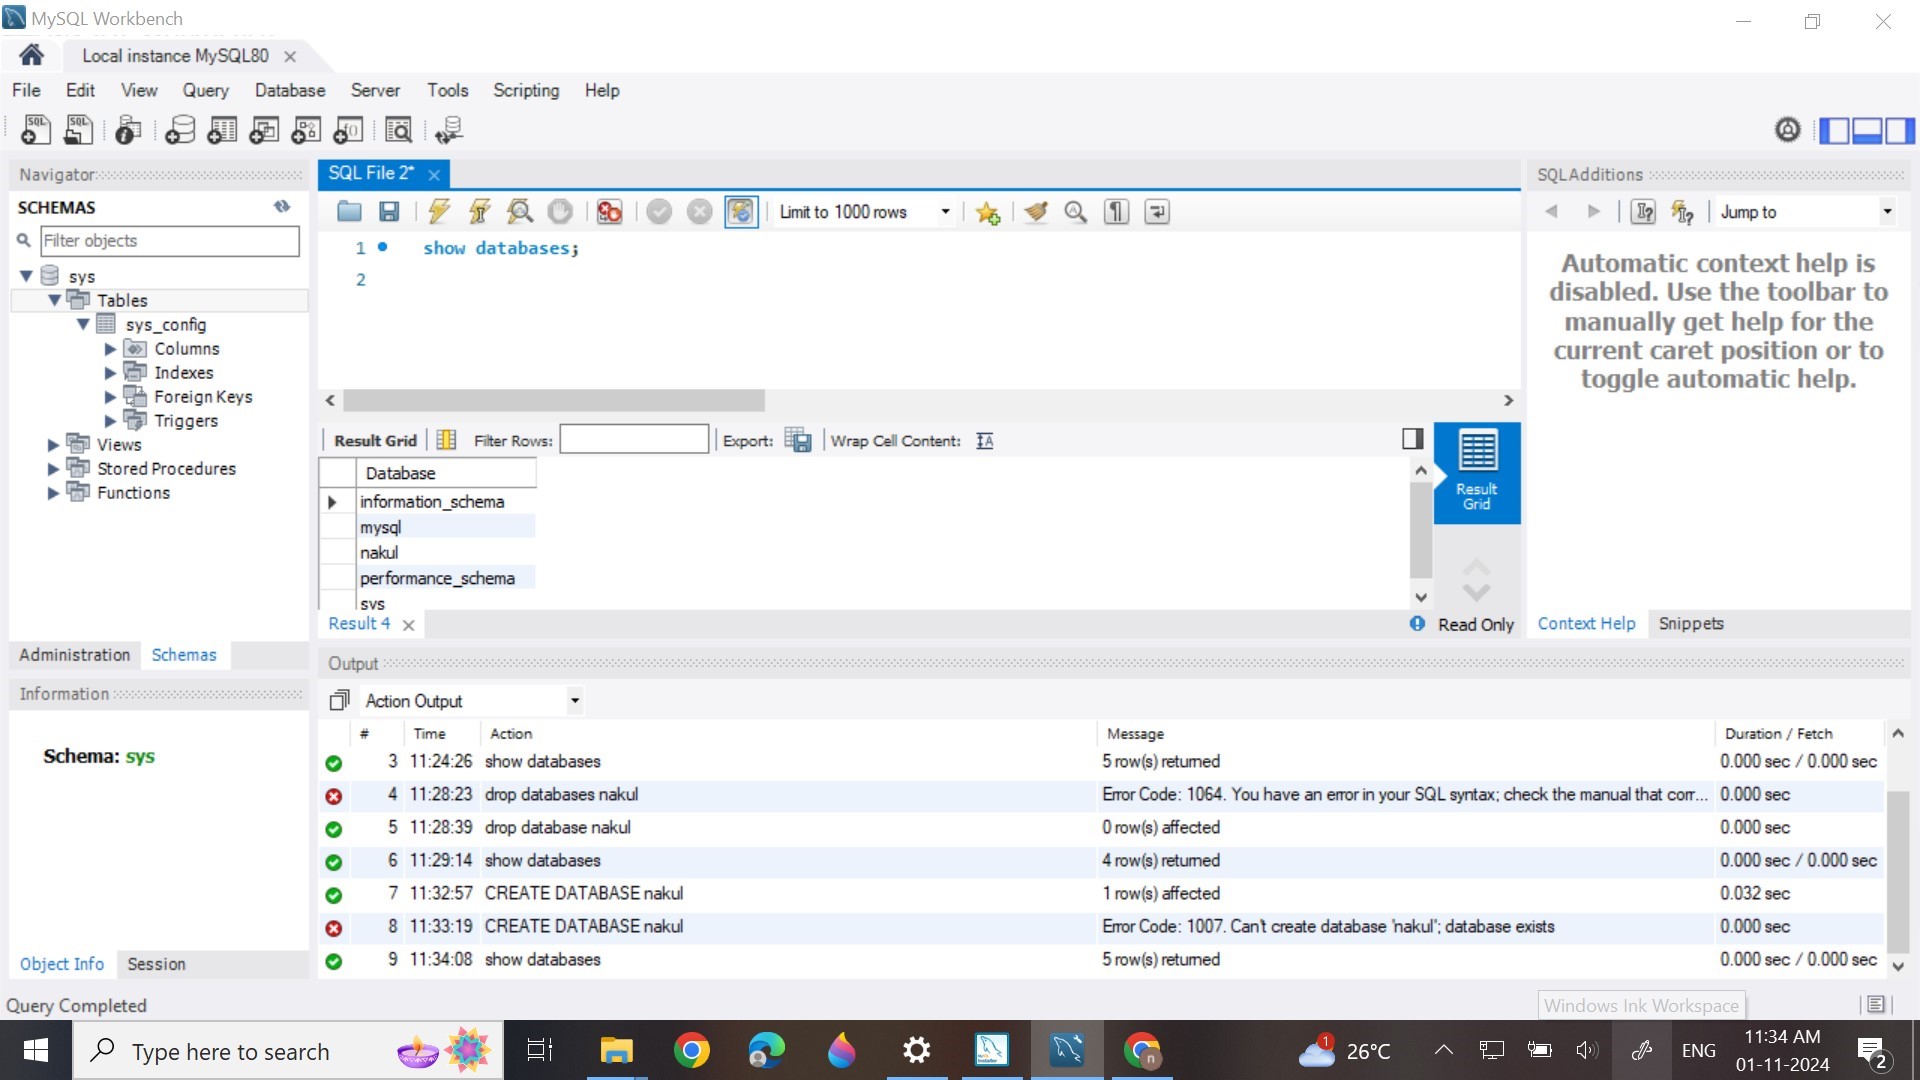 MySQL Workbench
Local instance MySQL80
File Edit View Query Database Server Tools Scripting Help
Navigator
SCHEMAS
Filter objects
sys
Tables
sys_config
Columns
Indexes
Foreign Keys
Triggers
Views
Stored Procedures
Functions
Administration Schemas
Information
Schema: sys
Object Info Session
SQL File 2*
Limit to 1000 rows
1 show databases;
2
Result Grid Filter Rows: Export: Wrap Cell Content:
Database
information_schema
mysql
nakul
performance_schema
sys
Result Grid
Result 4
Read Only
SQLAdditions
Jump to
Automatic context help is
disabled. Use the toolbar to
manually get help for the
current caret position or to
toggle automatic help.
Context Help Snippets
Output
Action Output
# Time Action Message Duration / Fetch
3 11:24:26 show databases 5 row(s) returned 0.000 sec / 0.000 sec
4 11:28:23 drop databases nakul Error Code: 1064. You have an error in your SQL syntax; check the manual that corr... 0.000 sec
5 11:28:39 drop database nakul 0 row(s) affected 0.000 sec
6 11:29:14 show databases 4 row(s) returned 0.000 sec / 0.000 sec
7 11:32:57 CREATE DATABASE nakul 1 row(s) affected 0.032 sec
8 11:33:19 CREATE DATABASE nakul Error Code: 1007. Can't create database 'nakul'; database exists 0.000 sec
9 11:34:08 show databases 5 row(s) returned 0.000 sec / 0.000 sec
Query Completed
Windows Ink Workspace
Type here to search
1
26°C
ENG
11:34 AM
01-11-2024
2